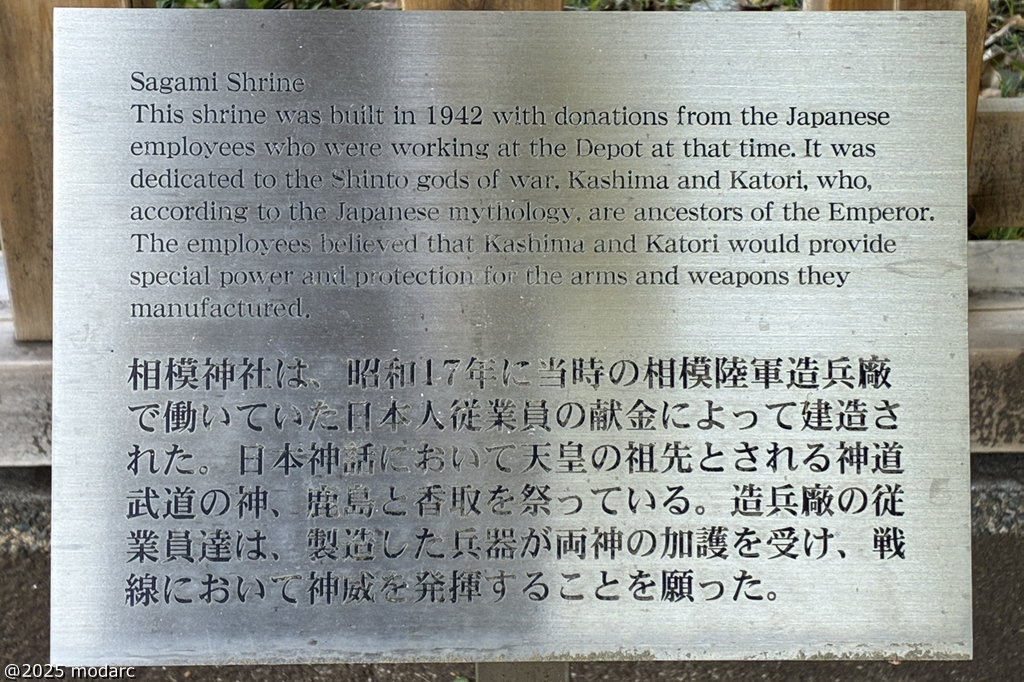 Sagami Shrine
This shrine was built in 1942 with donations from the Japanese
employees who were working at the Depot at that time. It was
dedicated to the Shinto gods of war, Kashima and Katori, who,
according to the Japanese mythology, are ancestors of the Emperor.
The employees believed that Kashima and Katori would provide
special power and protection for the arms and weapons they
manufactured.
相模神社は、昭和17年に当時の相模陸軍造兵廠
で働いていた日本人従業員の献金によって建造さ
れた。日本神話において天皇の祖先とされる神道
武道の神、鹿島と香取を祭っている。造兵廠の従
業員達は、製造した兵器が両神の加護を受け、戦
線において神威を発揮することを願った。
@2025 modarc